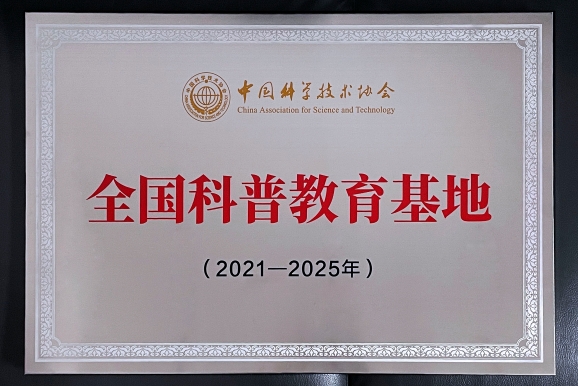 中国科学技术协会
China Association for Science and Technology
全国科普教育基地
（2021—2025年）